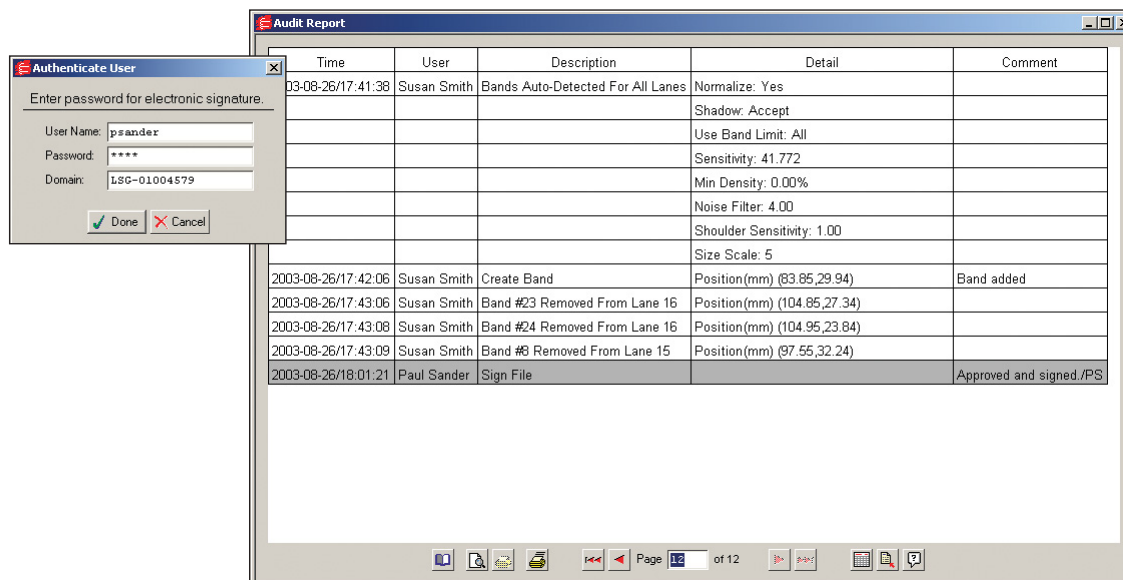 Audit Report
Authenticate User
Enter password for electronic signature.
User Name: psander
Password: ****
Domain: LSG-01004579
Done Cancel
Time User Description Detail Comment
03-08-26/17:41:38 Susan Smith Bands Auto-Detected For All Lanes Normalize: Yes
Shadow: Accept
Use Band Limit: All
Sensitivity: 41.772
Min Density: 0.00%
Noise Filter: 4.00
Shoulder Sensitivity: 1.00
Size Scale: 5
2003-08-26/17:42:06 Susan Smith Create Band Position(mm) (83.85,29.94) Band added
2003-08-26/17:43:06 Susan Smith Band #23 Removed From Lane 16 Position(mm) (104.85,27.34)
2003-08-26/17:43:08 Susan Smith Band #24 Removed From Lane 16 Position(mm) (104.95,23.84)
2003-08-26/17:43:09 Susan Smith Band #8 Removed From Lane 15 Position(mm) (97.55,32.24)
2003-08-26/18:01:21 Paul Sander Sign File Approved and signed./PS
Page 12 of 12